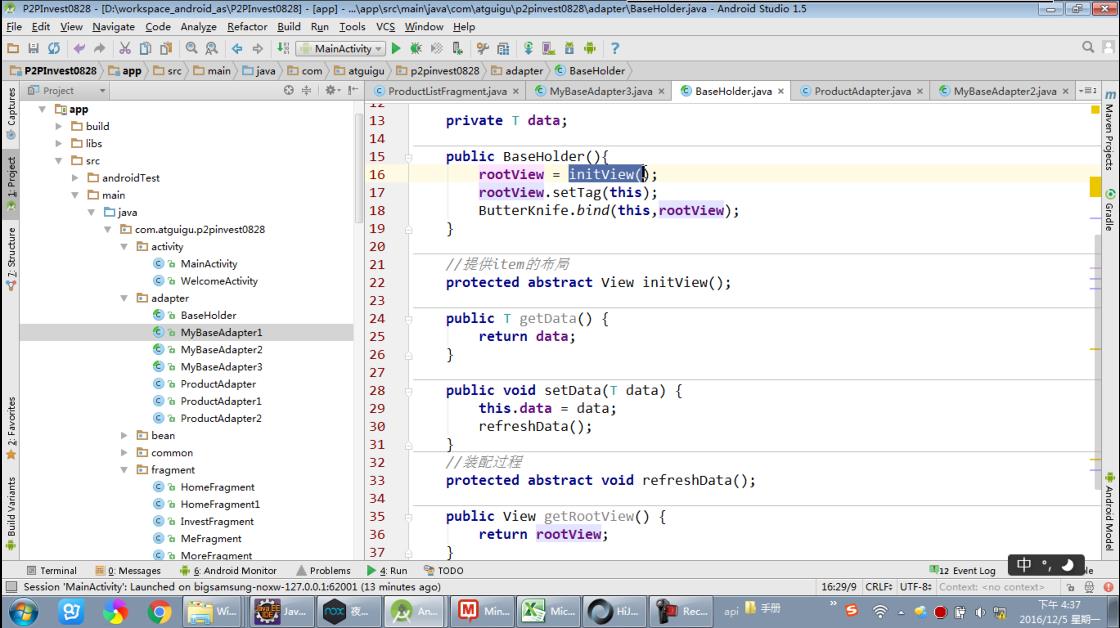 P2PInvest0828 - [D:\workspace_android_as\P2PInvest0828] - [app] - ...\app\src\main\java\com\atguigu\p2pinvest0828\adapter\BaseHolder.java - Android Studio 1.5
File Edit View Navigate Code Analyze Refactor Build Run Tools VCS Window Help
MainActivity
P2PInvest0828 app src main java com atguigu p2pinvest0828 adapter BaseHolder
Project
ProductListFragment.java MyBaseAdapter3.java BaseHolder.java ProductAdapter.java MyBaseAdapter2.java
Captures
1: Project
7: Structure
2: Favorites
Build Variants
app
build
libs
src
androidTest
main
java
com.atguigu.p2pinvest0828
activity
MainActivity
WelcomeActivity
adapter
BaseHolder
MyBaseAdapter1
MyBaseAdapter2
MyBaseAdapter3
ProductAdapter
ProductAdapter1
ProductAdapter2
bean
common
fragment
HomeFragment
HomeFragment1
InvestFragment
MeFragment
MoreFragment
12
13 private T data;
14
15 public BaseHolder(){
16 rootView = initView();
17 rootView.setTag(this);
18 ButterKnife.bind(this,rootView);
19 }
20
21 //提供item的布局
22 protected abstract View initView();
23
24 public T getData() {
25 return data;
26 }
27
28 public void setData(T data) {
29 this.data = data;
30 refreshData();
31 }
32 //装配过程
33 protected abstract void refreshData();
34
35 public View getRootView() {
36 return rootView;
37 }
Maven Projects
Gradle
Android Model
Terminal 0: Messages 6: Android Monitor Problems 4: Run TODO 12 Event Log
中
Session 'MainActivity': Launched on bigsamsung-noxw-127.0.0.1:62001 (13 minutes ago) 16:29/9 CRLF÷ UTF-8÷ Context: <no context>
Wi... Jav... 夜... An... Min... Mic... HiJ... Rec... api 手册
下午 4:37
2016/12/5 星期一